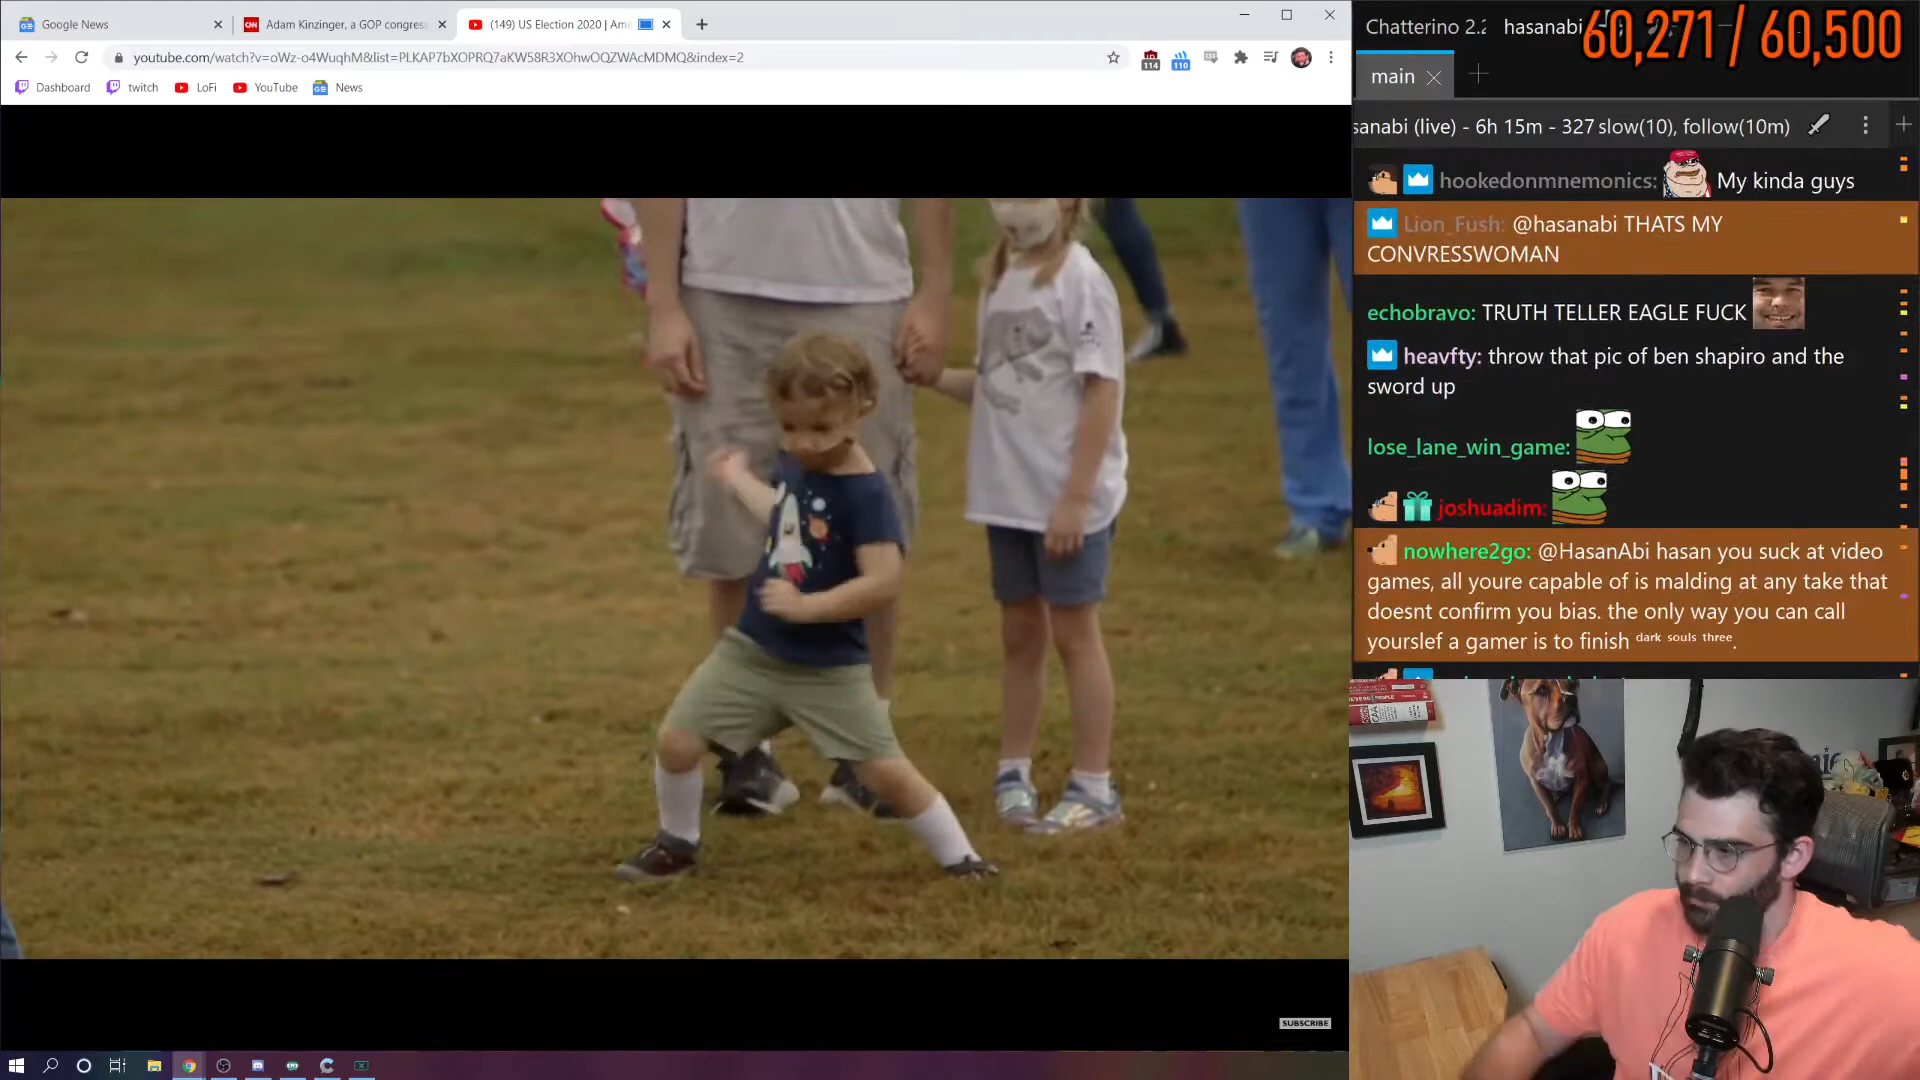 Google News
Adam Kinzinger, a GOP congress
(149) US Election 2020 | Ame
youtube.com/watch?v=oWz-o4WuqhM&list=PLKAP7bXOPRQ7aKW58R3XOhwOQZWAcMDMQ&index=2
114
110
Dashboard
twitch
LoFi
YouTube
News
SUBSCRIBE
Chatterino 2.2
hasanabi
60,271 / 60,500
main
sanabi (live) - 6h 15m - 327 slow(10), follow(10m)
hookedonmnemonics: My kinda guys
Lion_Fush: @hasanabi THATS MY
CONVRESSWOMAN
echobravo: TRUTH TELLER EAGLE FUCK
heavfty: throw that pic of ben shapiro and the
sword up
lose_lane_win_game:
joshuadim:
nowhere2go: @HasanAbi hasan you suck at video
games, all youre capable of is malding at any take that
doesnt confirm you bias. the only way you can call
yourslef a gamer is to finish dark souls three.